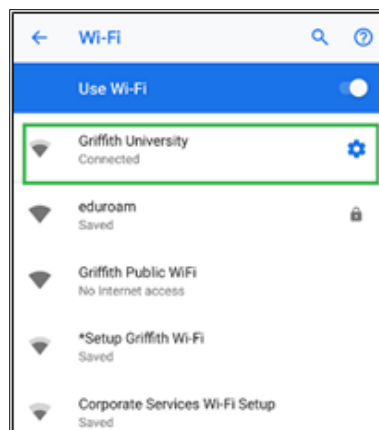 Wi-Fi
Use Wi-Fi
Griffith University
Connected
eduroam
Saved
Griffith Public WiFi
No Internet access
*Setup Griffith Wi-Fi
Saved
Corporate Services Wi-Fi Setup
Saved